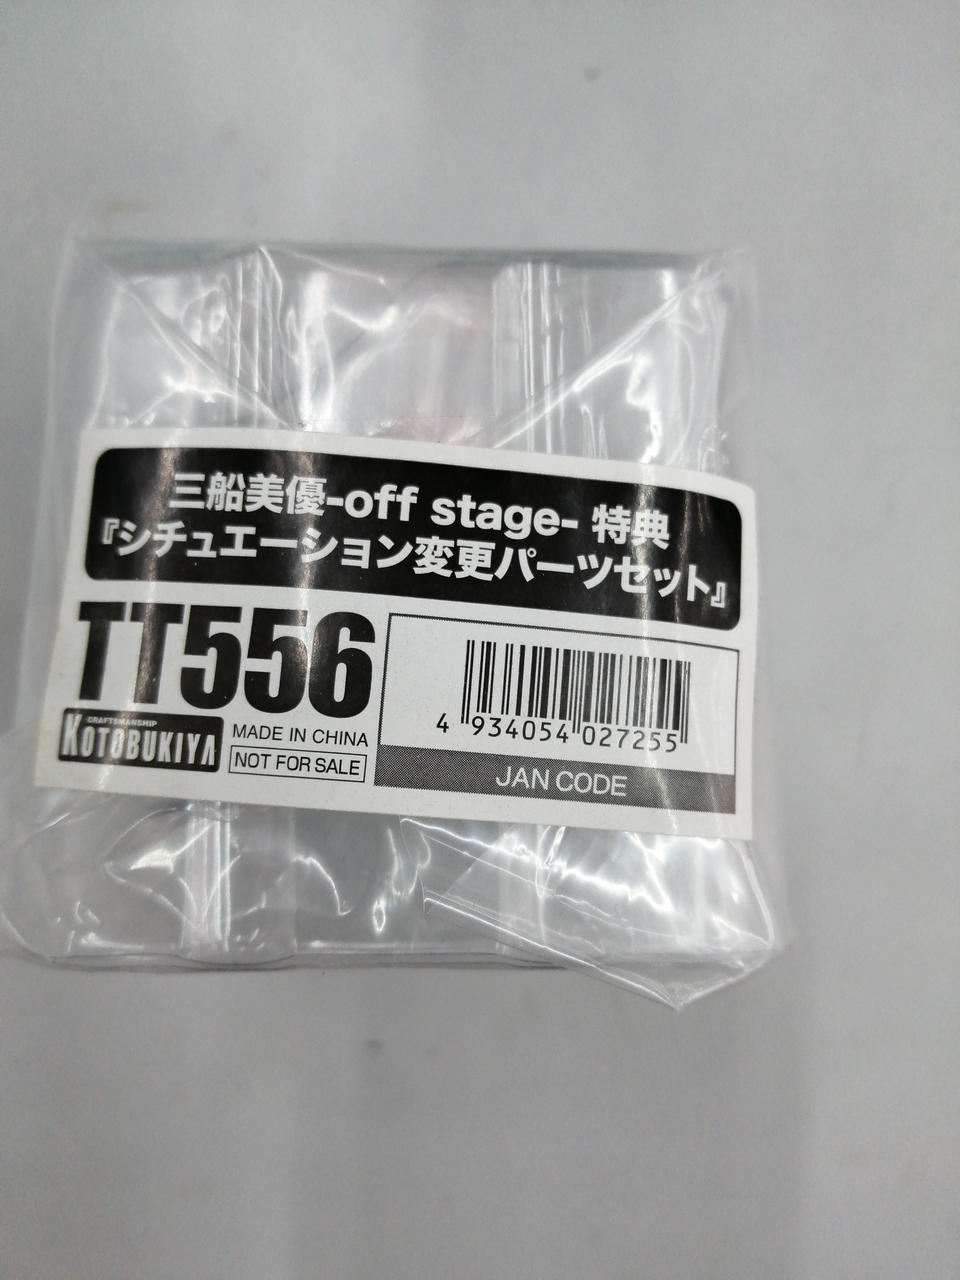 三船美優-off stage- 特典
『シチュエーション変更パーツセット』
TT556
CRAFTSMANSHIP
KOTOBUKIYA
MADE IN CHINA
NOT FOR SALE
4 934054 027255
JAN CODE